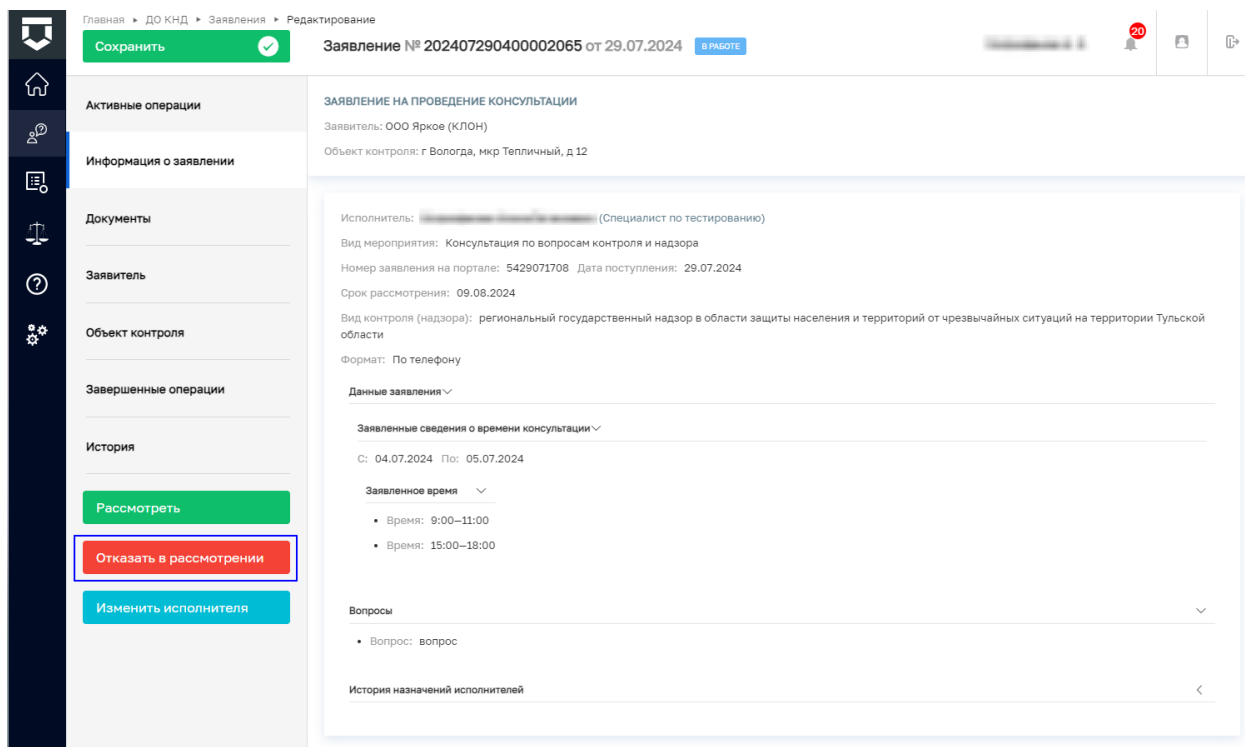 Главная ▸ ДО КНД ▸ Заявления ▸ Редактирование
Сохранить
Заявление № 202407290400002065 от 29.07.2024 В РАБОТЕ
20
Активные операции
Информация о заявлении
Документы
Заявитель
Объект контроля
Завершенные операции
История
Рассмотреть
Отказать в рассмотрении
Изменить исполнителя
ЗАЯВЛЕНИЕ НА ПРОВЕДЕНИЕ КОНСУЛЬТАЦИИ
Заявитель: ООО Яркое (КЛОН)
Объект контроля: г Вологда, мкр Тепличный, д 12
Исполнитель: (Специалист по тестированию)
Вид мероприятия: Консультация по вопросам контроля и надзора
Номер заявления на портале: 5429071708 Дата поступления: 29.07.2024
Срок рассмотрения: 09.08.2024
Вид контроля (надзора): региональный государственный надзор в области защиты населения и территорий от чрезвычайных ситуаций на территории Тульской
области
Формат: По телефону
Данные заявления
Заявленные сведения о времени консультации
С: 04.07.2024 По: 05.07.2024
Заявленное время
• Время: 9:00—11:00
• Время: 15:00—18:00
Вопросы
• Вопрос: вопрос
История назначений исполнителей